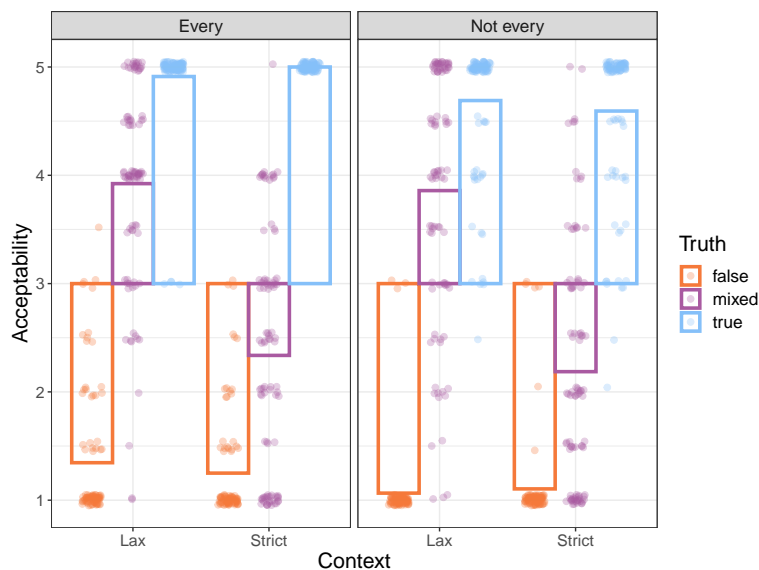 Every
Not every
5
4
3
2
1
Acceptability
Lax
Strict
Lax
Strict
Context
Truth
false
mixed
true